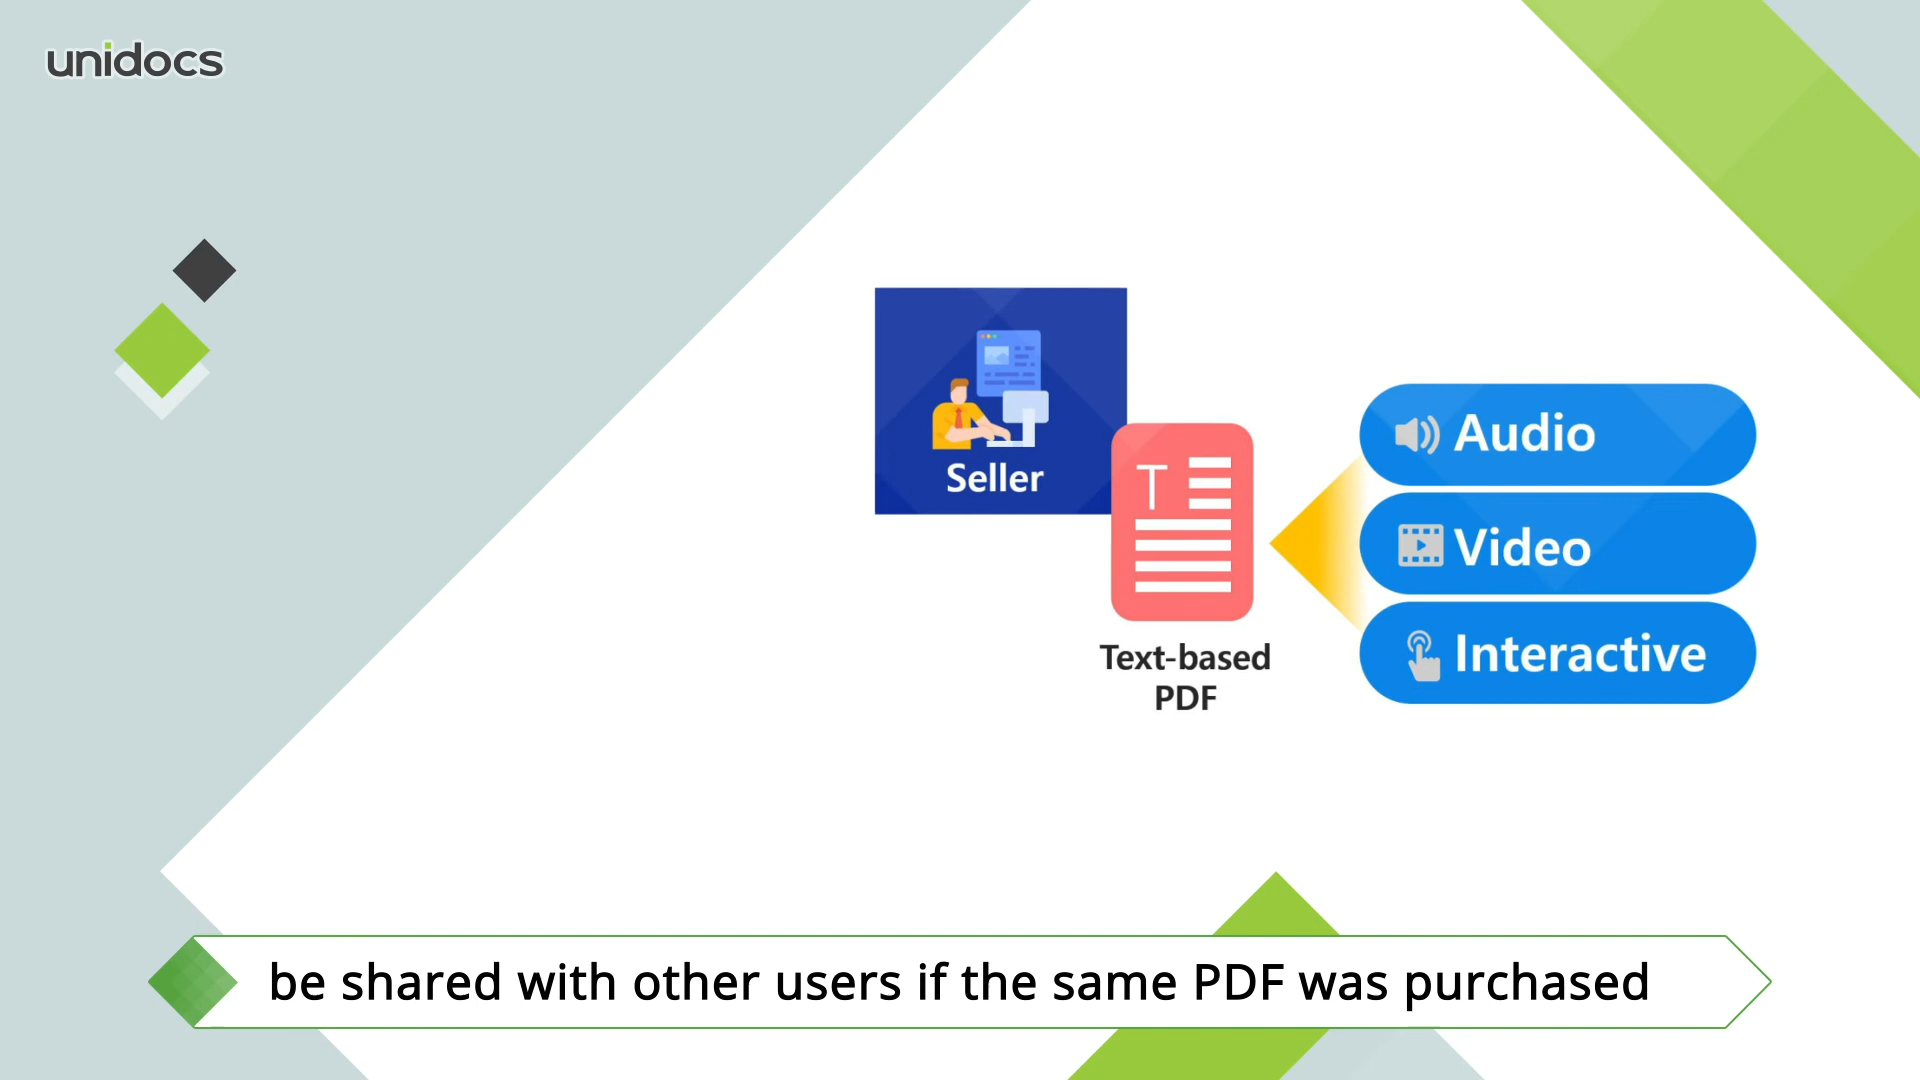 unidocs
Seller
Text-based
PDF
Audio
Video
Interactive
be shared with other users if the same PDF was purchased